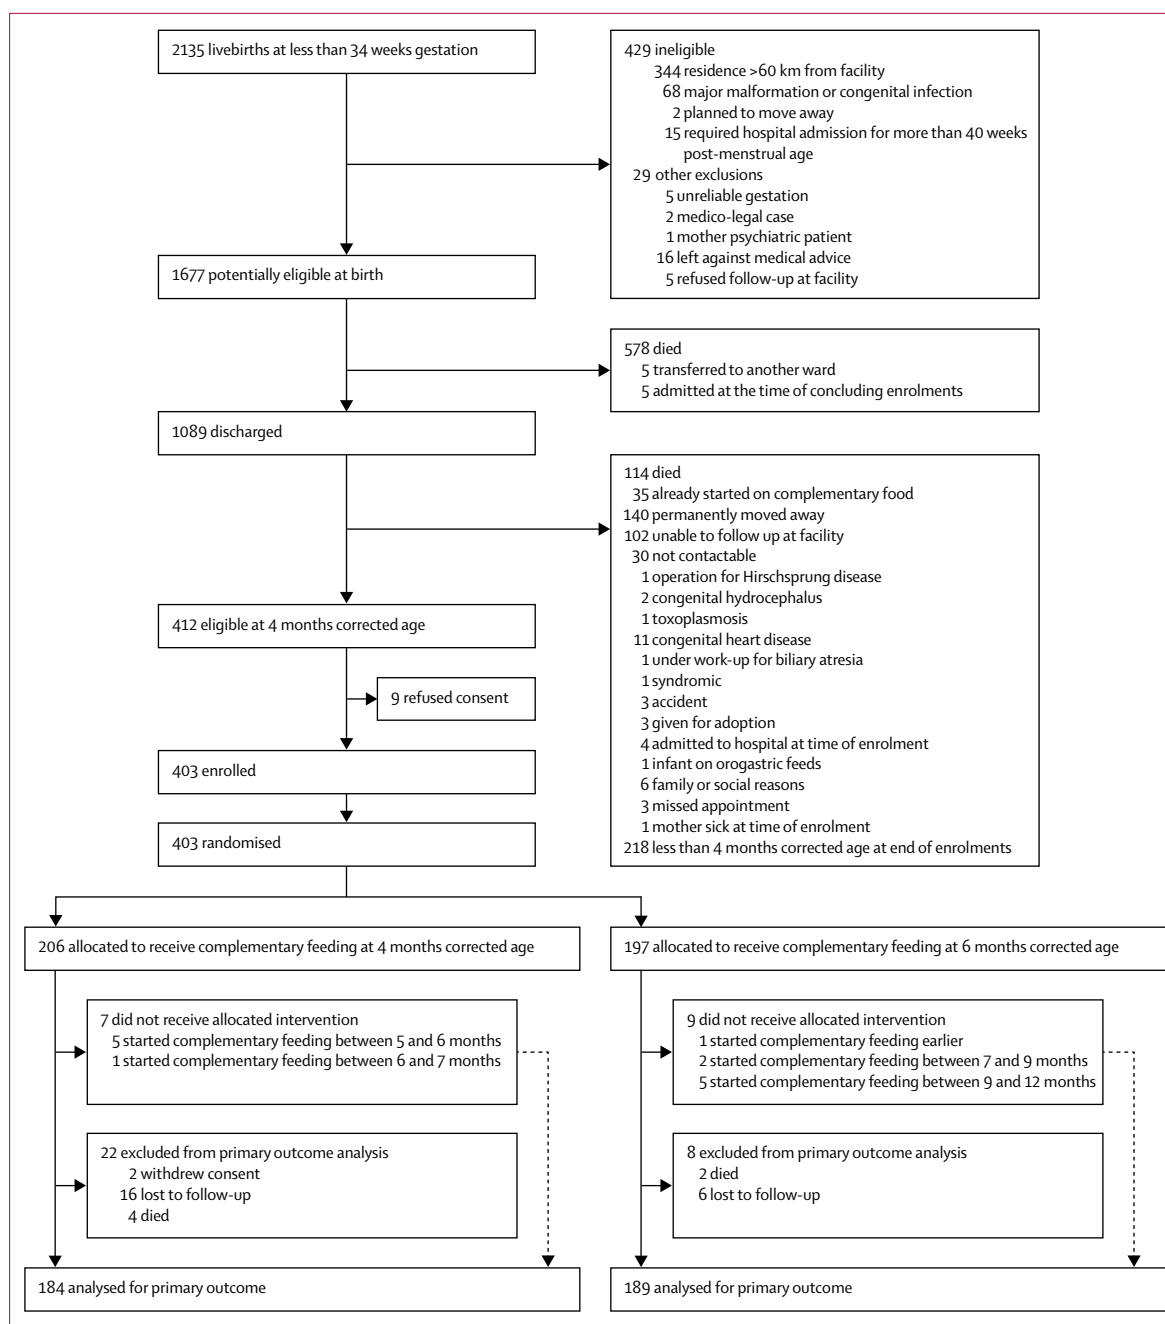 2135 livebirths at less than 34 weeks gestation
429 ineligible
344 residence >60 km from facility
68 major malformation or congenital infection
2 planned to move away
15 required hospital admission for more than 40 weeks
post-menstrual age
29 other exclusions
5 unreliable gestation
2 medico-legal case
1 mother psychiatric patient
16 left against medical advice
5 refused follow-up at facility
1677 potentially eligible at birth
578 died
5 transferred to another ward
5 admitted at the time of concluding enrolments
1089 discharged
114 died
35 already started on complementary food
140 permanently moved away
102 unable to follow up at facility
30 not contactable
1 operation for Hirschsprung disease
2 congenital hydrocephalus
1 toxoplasmosis
11 congenital heart disease
1 under work-up for biliary atresia
1 syndromic
3 accident
3 given for adoption
4 admitted to hospital at time of enrolment
1 infant on orogastric feeds
6 family or social reasons
3 missed appointment
1 mother sick at time of enrolment
218 less than 4 months corrected age at end of enrolments
412 eligible at 4 months corrected age
9 refused consent
403 enrolled
403 randomised
206 allocated to receive complementary feeding at 4 months corrected age
197 allocated to receive complementary feeding at 6 months corrected age
7 did not receive allocated intervention
5 started complementary feeding between 5 and 6 months
1 started complementary feeding between 6 and 7 months
9 did not receive allocated intervention
1 started complementary feeding earlier
2 started complementary feeding between 7 and 9 months
5 started complementary feeding between 9 and 12 months
22 excluded from primary outcome analysis
2 withdrew consent
16 lost to follow-up
4 died
8 excluded from primary outcome analysis
2 died
6 lost to follow-up
184 analysed for primary outcome
189 analysed for primary outcome